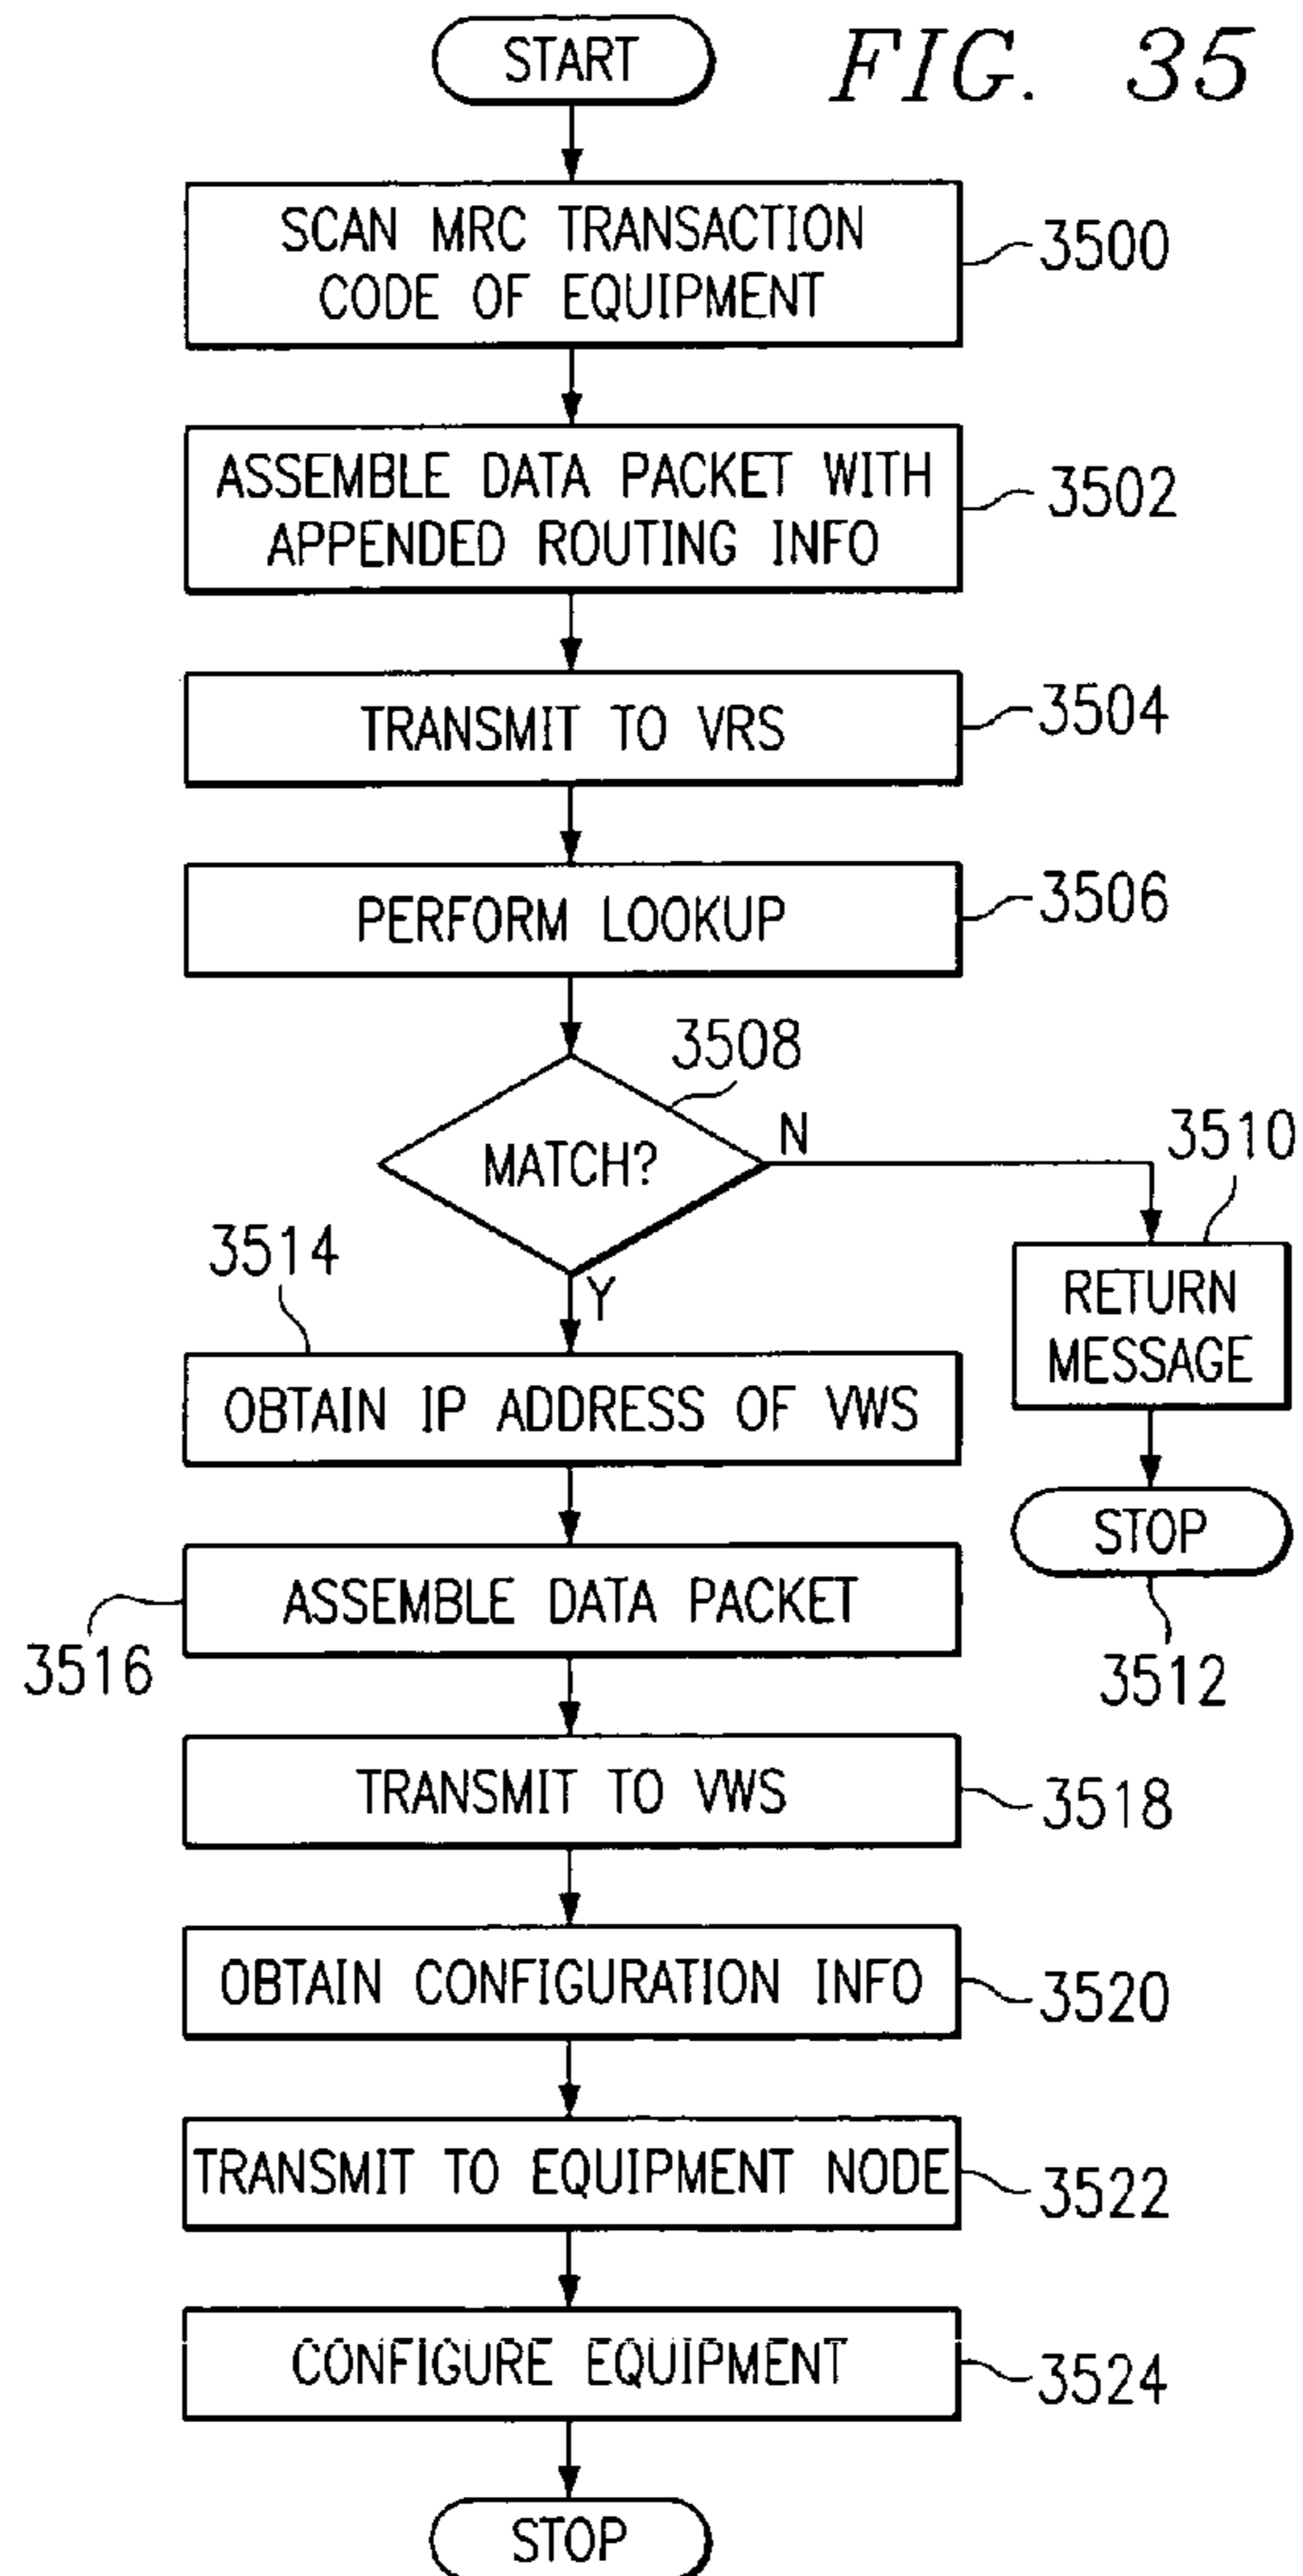 START
FIG. 35
SCAN MRC TRANSACTION
CODE OF EQUIPMENT
3500
ASSEMBLE DATA PACKET WITH
APPENDED ROUTING INFO
3502
TRANSMIT TO VRS
3504
PERFORM LOOKUP
3506
3508
MATCH?
N
Y
3510
RETURN
MESSAGE
STOP
3512
3514
OBTAIN IP ADDRESS OF VWS
ASSEMBLE DATA PACKET
3516
TRANSMIT TO VWS
3518
OBTAIN CONFIGURATION INFO
3520
TRANSMIT TO EQUIPMENT NODE
3522
CONFIGURE EQUIPMENT
3524
STOP